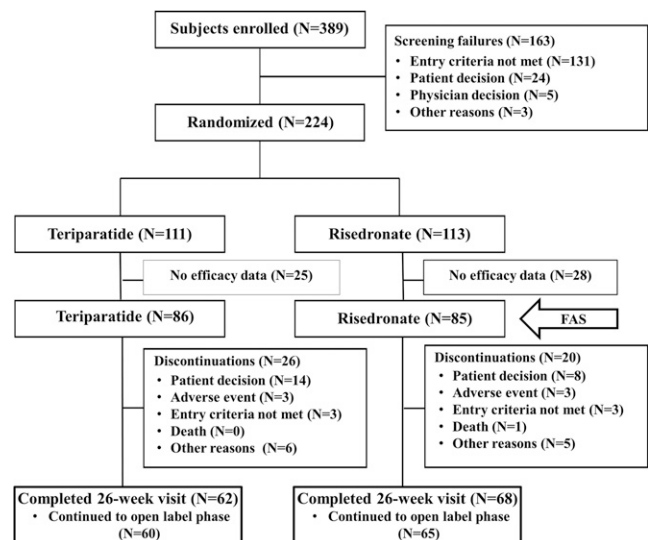 Subjects enrolled (N=389)
Screening failures (N=163)
• Entry criteria not met (N=131)
• Patient decision (N=24)
• Physician decision (N=5)
• Other reasons (N=3)
Randomized (N=224)
Teriparatide (N=111)
Risedronate (N=113)
No efficacy data (N=25)
No efficacy data (N=28)
Teriparatide (N=86)
Risedronate (N=85)
FAS
Discontinuations (N=26)
• Patient decision (N=14)
• Adverse event (N=3)
• Entry criteria not met (N=3)
• Death (N=0)
• Other reasons (N=6)
Discontinuations (N=20)
• Patient decision (N=8)
• Adverse event (N=3)
• Entry criteria not met (N=3)
• Death (N=1)
• Other reasons (N=5)
Completed 26-week visit (N=62)
• Continued to open label phase
(N=60)
Completed 26-week visit (N=68)
• Continued to open label phase
(N=65)